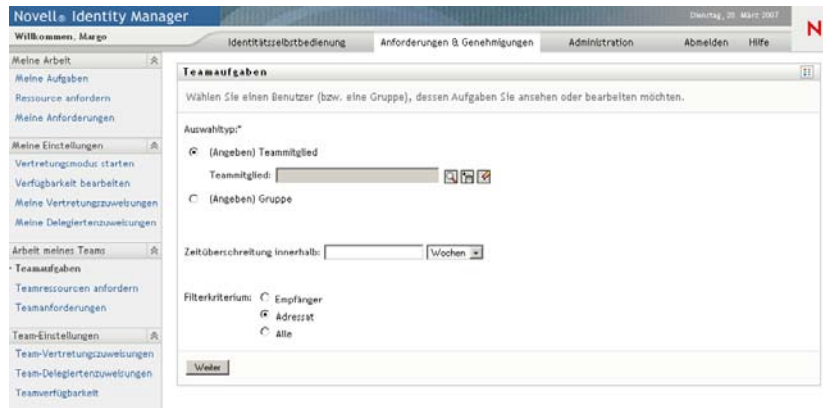 Novell® Identity Manager
Dienstag, 20. März 2007
N
Willkommen, Margo
Identitätsselbstbedienung
Anforderungen & Genehmigungen
Administration
Abmelden
Hilfe
Meine Arbeit
Meine Aufgaben
Ressource anfordern
Meine Anforderungen
Meine Einstellungen
Vertretungsmodus starten
Verfügbarkeit bearbeiten
Meine Vertretungszuweisungen
Meine Delegiertenzuweisungen
Arbeit meines Teams
Teamaufgaben
Teamressourcen anfordern
Teamanforderungen
Team-Einstellungen
Team-Vertretungszuweisungen
Team-Delegiertenzuweisungen
Teamverfügbarkeit
Teamaufgaben
Wählen Sie einen Benutzer (bzw. eine Gruppe), dessen Aufgaben Sie ansehen oder bearbeiten möchten.
Auswahltyp:*
(Angeben) Teammitglied
Teammitglied:
(Angeben) Gruppe
Zeitüberschreitung innerhalb: Wochen
Filterkriterium: Empfänger
Adressat
Alle
Weiter